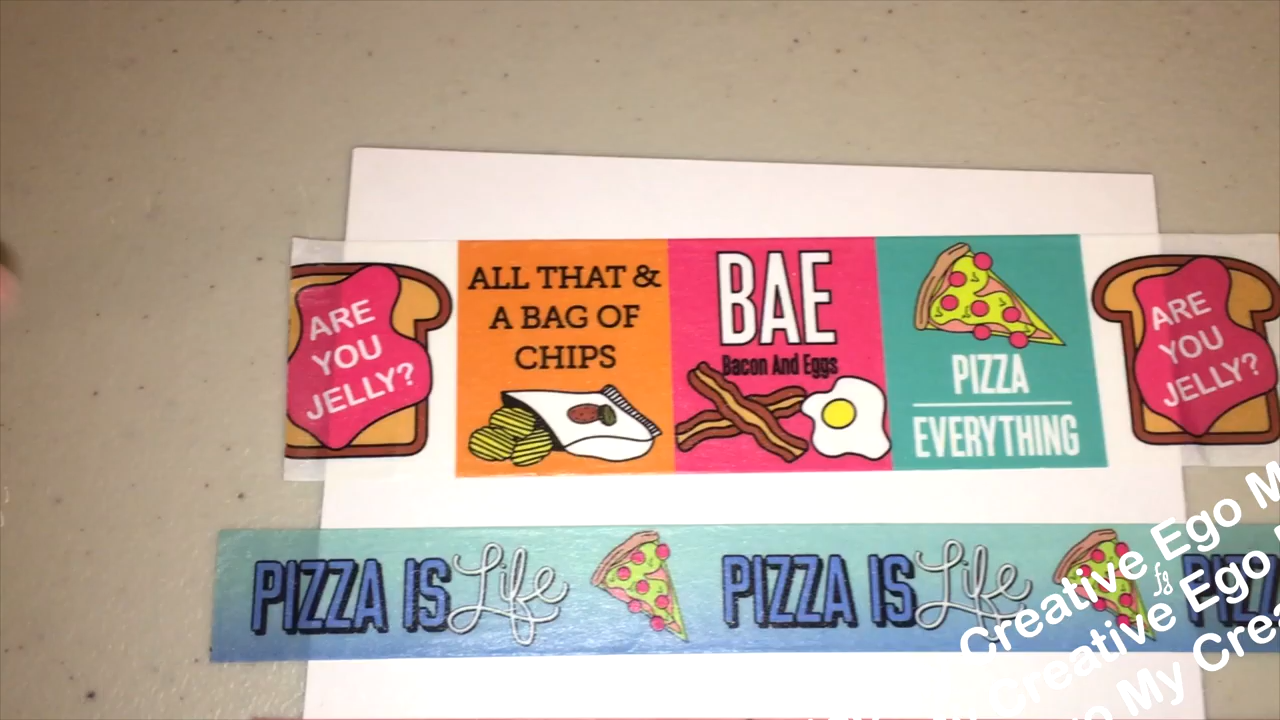 ARE
YOU
JELLY?
ALL THAT &
A BAG OF
CHIPS
BAE
Bacon And Eggs
PIZZA
EVERYTHING
ARE
YOU
JELLY?
PIZZA IS Life
PIZZA IS Life
Creative Ego M
Creative Ego
My Crea